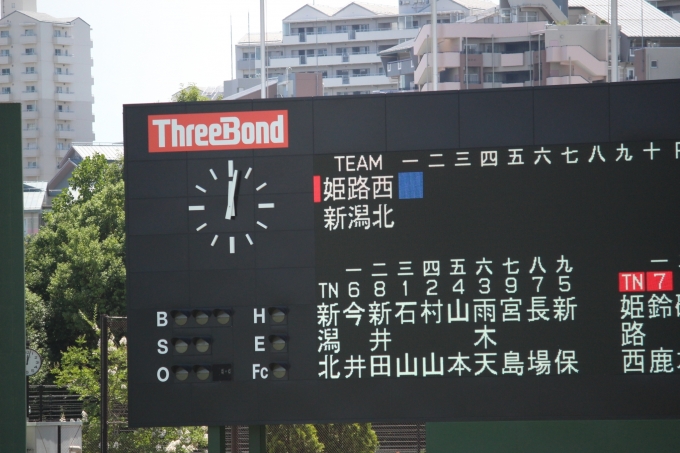 ThreeBond
TEAM 一 二 三 四 五 六 七 八 九 十
姫路西
新潟北
一 二 三 四 五 六 七 八 九
TN 6 8 1 2 4 3 9 7 5
新潟北 今井 新井田 石山 村山 山本 雨木天 宮島 長場 新保
TN 7
姫路西 鈴鹿
B H
S E
O Fc